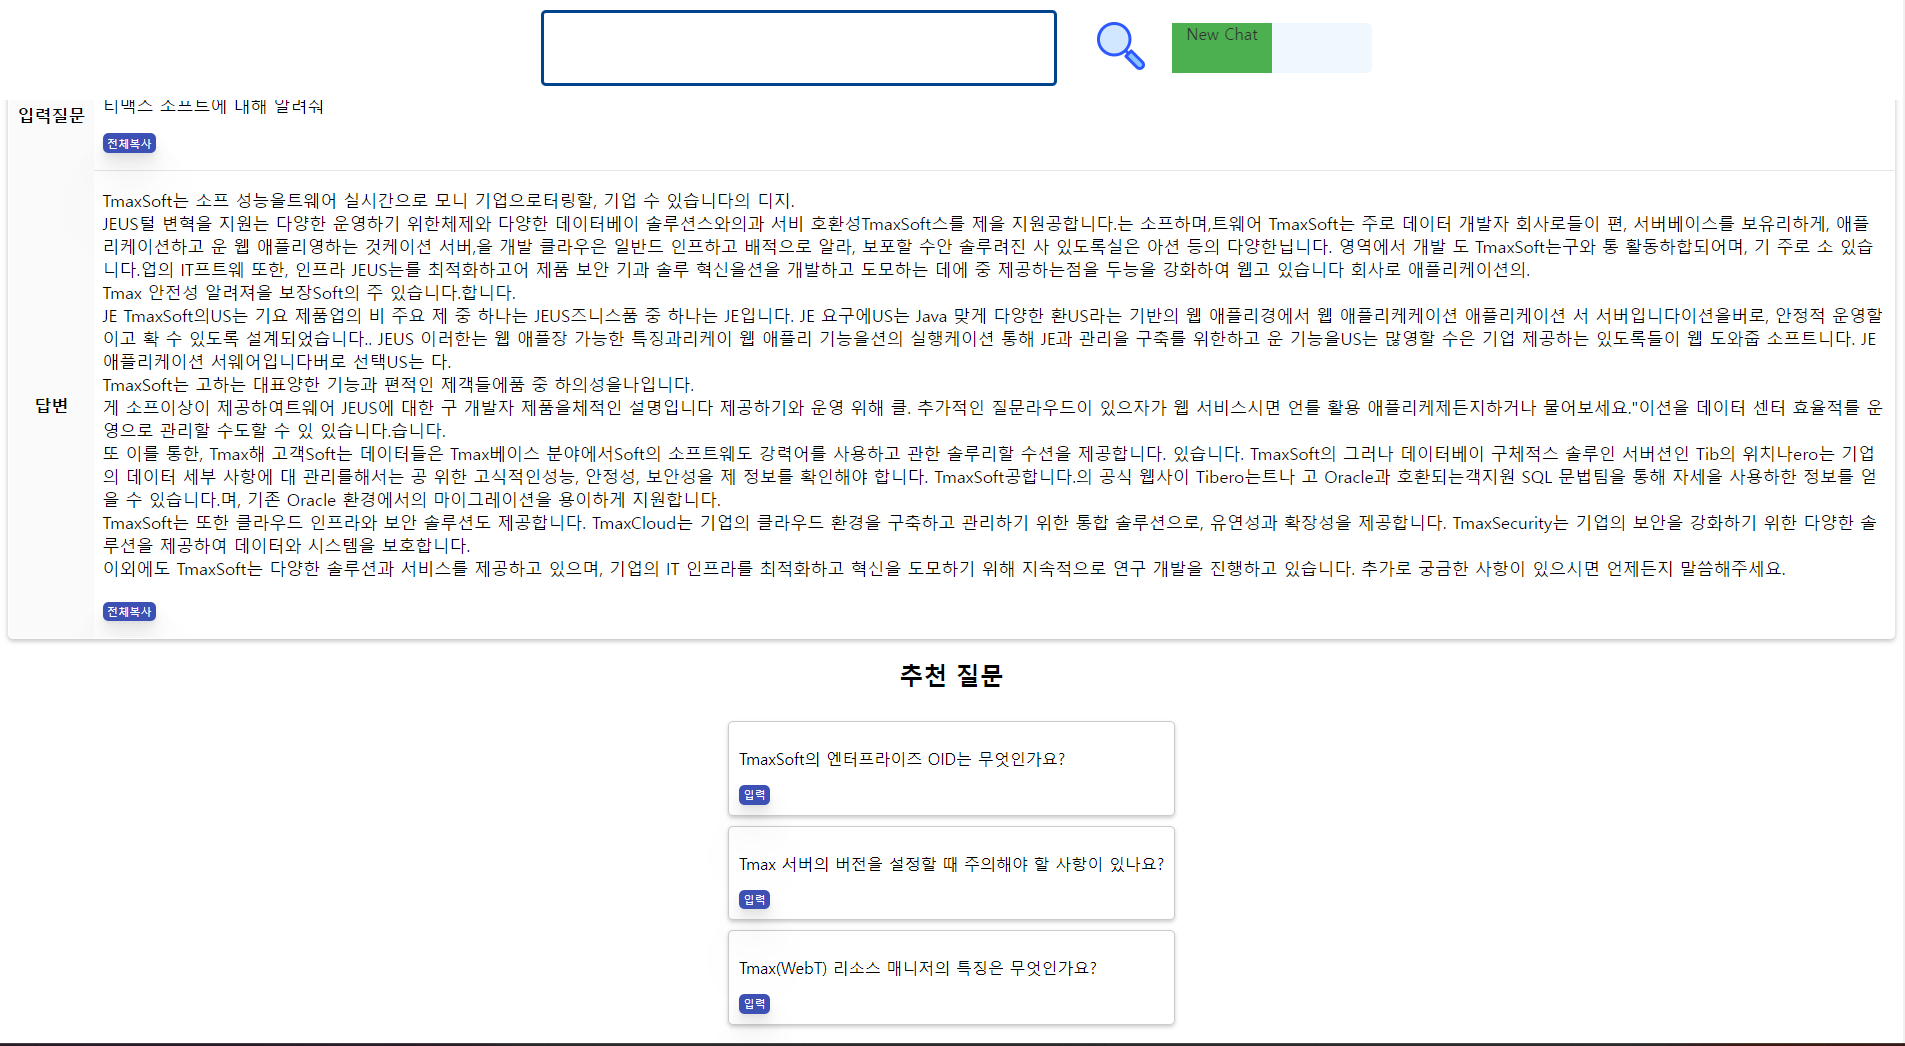 New Chat
입력질문
티맥스 소프트에 대해 알려줘
전체복사
답변
TmaxSoft는 소프 성능을트웨어 실시간으로 모니 기업으로터링할, 기업 수 있습니다의 디지.
JEUS털 변혁을 지원는 다양한 운영하기 위한체제와 다양한 데이터베이 솔루션스와의과 서비 호환성TmaxSoft스를 제을 지원공합니다.는 소프하며,트웨어 TmaxSoft는 주로 데이터 개발자 회사로들이 편, 서버베이스를 보유리하게, 애플
리케이션하고 운 웹 애플리영하는 것케이션 서버,을 개발 클라우은 일반드 인프하고 배적으로 알라, 보포할 수안 솔루려진 사 있도록실은 아션 등의 다양한닙니다. 영역에서 개발 도 TmaxSoft는구와 통 활동하합되어며, 기 주로 소 있습
니다.업의 IT프트웨 또한, 인프라 JEUS는를 최적화하고어 제품 보안 기과 솔루 혁신을션을 개발하고 도모하는 데에 중 제공하는점을 두능을 강화하여 웹고 있습니다 회사로 애플리케이션의.
Tmax 안전성 알려져을 보장Soft의 주 있습니다.합니다.
JE TmaxSoft의US는 기요 제품업의 비 주요 제 중 하나는 JEUS즈니스품 중 하나는 JE입니다. JE 요구에US는 Java 맞게 다양한 환US라는 기반의 웹 애플리경에서 웹 애플리케케이션 애플리케이션 서 서버입니다이션을버로, 안정적 운영할
이고 확 수 있도록 설계되었습니다.. JEUS 이러한는 웹 애플장 가능한 특징과리케이 웹 애플리 기능을션의 실행케이션 통해 JE과 관리을 구축를 위한하고 운 기능을US는 많영할 수은 기업 제공하는 있도록들이 웹 도와줍 소프트니다. JE
애플리케이션 서웨어입니다버로 선택US는 다.
TmaxSoft는 고하는 대표양한 기능과 편적인 제객들에품 중 하의성을나입니다.
게 소프이상이 제공하여트웨어 JEUS에 대한 구 개발자 제품을체적인 설명입니다 제공하기와 운영 위해 클. 추가적인 질문라우드이 있으자가 웹 서비스시면 언를 활용 애플리케제든지하거나 물어보세요."이션을 데이터 센터 효율적를 운
영으로 관리할 수도할 수 있 있습니다.습니다.
또 이를 통한, Tmax해 고객Soft는 데이터들은 Tmax베이스 분야에서Soft의 소프트웨도 강력어를 사용하고 관한 솔루리할 수션을 제공합니다. 있습니다. TmaxSoft의 그러나 데이터베이 구체적스 솔루인 서버션인 Tib의 위치나ero는 기업
의 데이터 세부 사항에 대 관리를해서는 공 위한 고식적인성능, 안정성, 보안성을 제 정보를 확인해야 합니다. TmaxSoft공합니다.의 공식 웹사이 Tibero는트나 고 Oracle과 호환되는객지원 SQL 문법팀을 통해 자세을 사용하한 정보를 얻
을 수 있습니다.며, 기존 Oracle 환경에서의 마이그레이션을 용이하게 지원합니다.
TmaxSoft는 또한 클라우드 인프라와 보안 솔루션도 제공합니다. TmaxCloud는 기업의 클라우드 환경을 구축하고 관리하기 위한 통합 솔루션으로, 유연성과 확장성을 제공합니다. TmaxSecurity는 기업의 보안을 강화하기 위한 다양한 솔
루션을 제공하여 데이터와 시스템을 보호합니다.
이외에도 TmaxSoft는 다양한 솔루션과 서비스를 제공하고 있으며, 기업의 IT 인프라를 최적화하고 혁신을 도모하기 위해 지속적으로 연구 개발을 진행하고 있습니다. 추가로 궁금한 사항이 있으시면 언제든지 말씀해주세요.
전체복사
추천 질문
TmaxSoft의 엔터프라이즈 OID는 무엇인가요?
입력
Tmax 서버의 버전을 설정할 때 주의해야 할 사항이 있나요?
입력
Tmax(WebT) 리소스 매니저의 특징은 무엇인가요?
입력